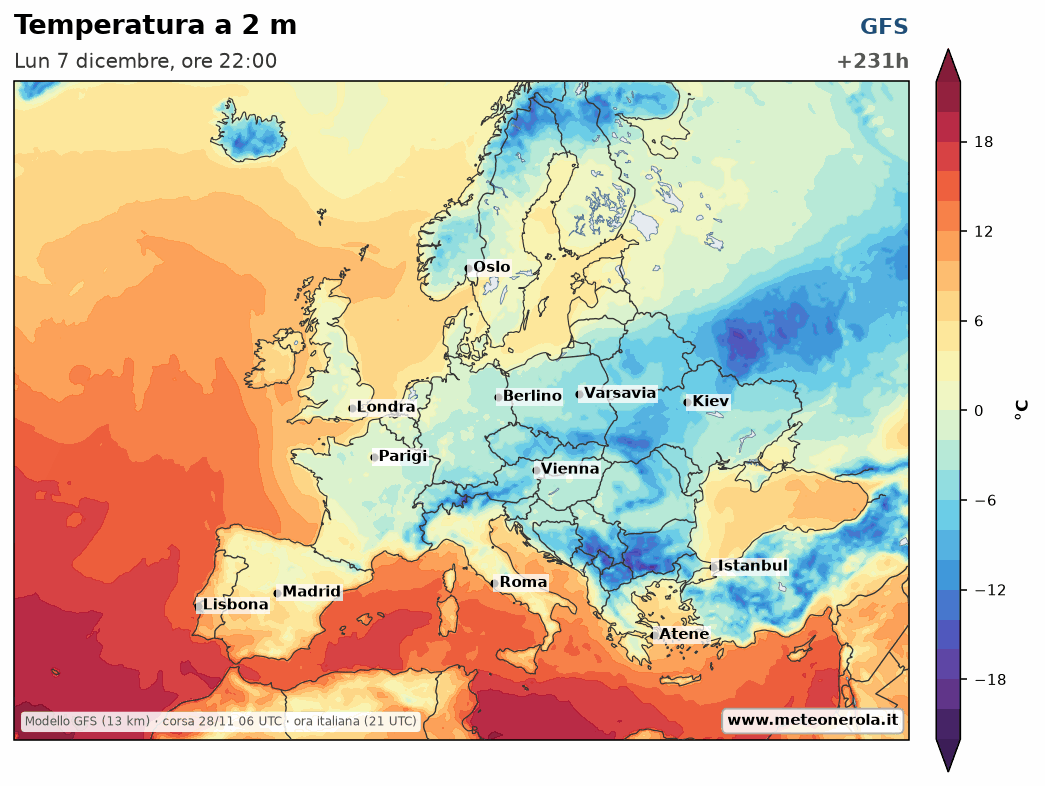 Temperatura a 2 m
GFS
Lun 7 dicembre, ore 22:00
+231h
Oslo
Londra
Berlino
Varsavia
Kiev
Parigi
Vienna
Istanbul
Roma
Madrid
Lisbona
Atene
Modello GFS (13 km) · corsa 28/11 06 UTC · ora italiana (21 UTC)
www.meteonerola.it
18
12
6
0
−6
−12
−18
°C